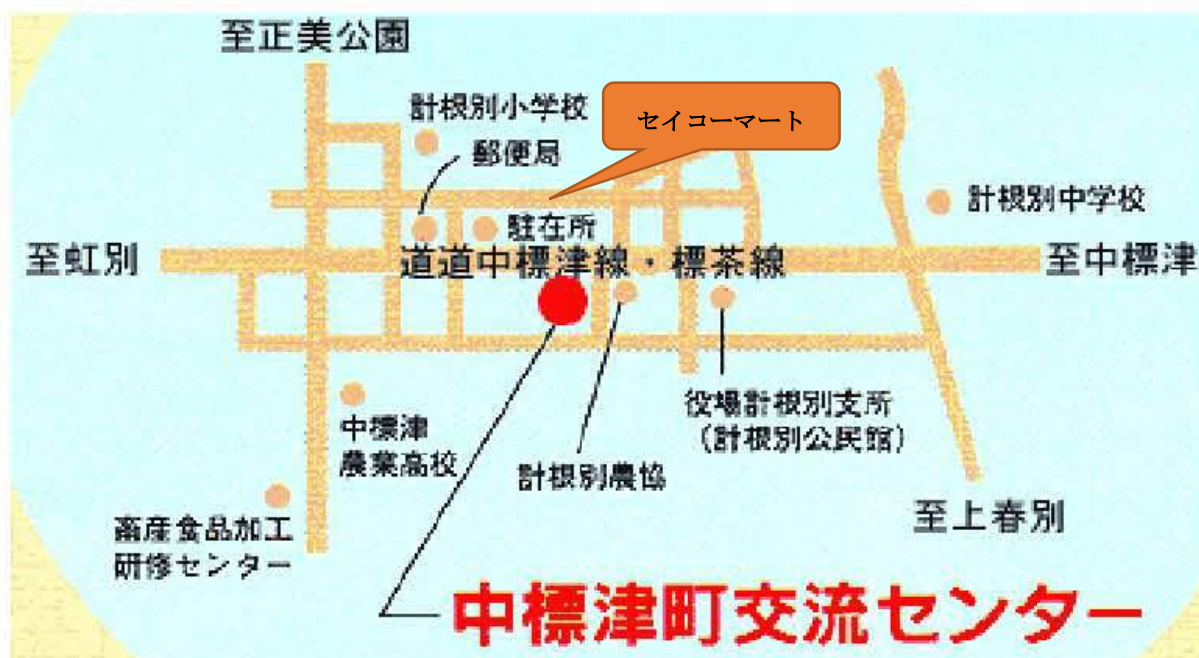 至正美公園
計根別小学校
セイコーマート
郵便局
計根別中学校
駐在所
至虹別
道道中標津線・標茶線
至中標津
役場計根別支所
（計根別公民館）
中標津
農業高校
計根別農協
至上春別
畜産食品加工
研修センター
中標津町交流センター